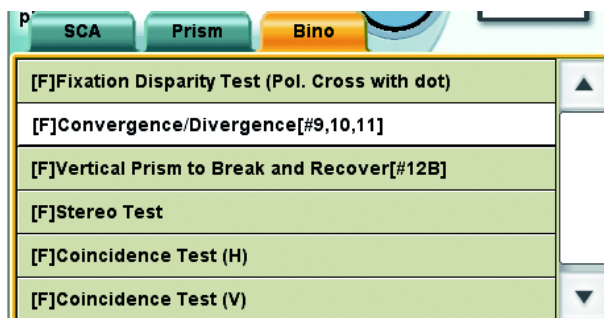 p
SCA
Prism
Bino
[F]Fixation Disparity Test (Pol. Cross with dot)
[F]Convergence/Divergence[#9,10,11]
[F]Vertical Prism to Break and Recover[#12B]
[F]Stereo Test
[F]Coincidence Test (H)
[F]Coincidence Test (V)